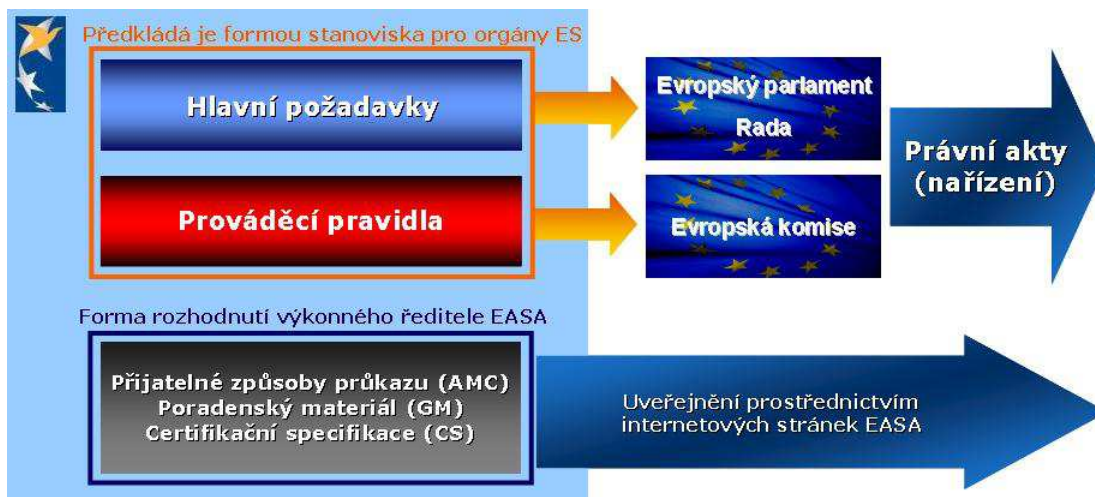 Předkládá je formou stanoviska pro orgány ES
Hlavní požadavky
Evropský parlament
Rada
Právní akty
(nařízení)
Prováděcí pravidla
Evropská komise
Forma rozhodnutí výkonného ředitele EASA
Přijatelné způsoby průkazu (AMC)
Poradenský materiál (GM)
Certifikační specifikace (CS)
Uveřejnění prostřednictvím
internetových stránek EASA